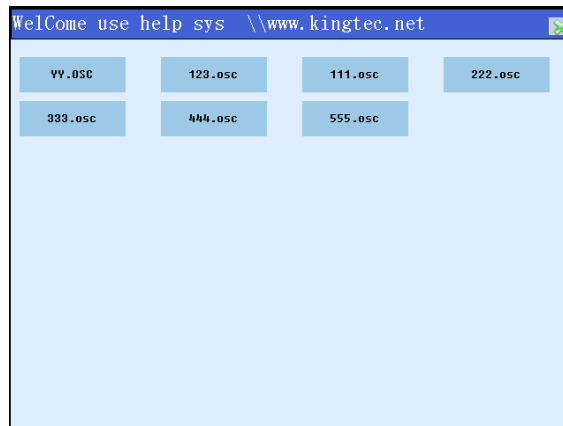 WelCome use help sys \\www.kingtec.net
YY.OSC 123.osc 111.osc 222.osc
333.osc 444.osc 555.osc